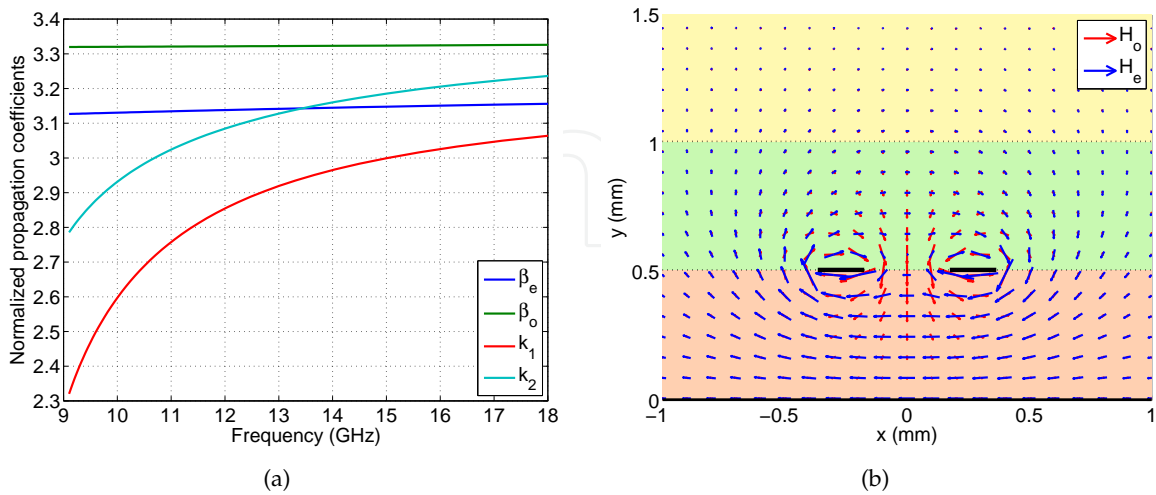 3.4
3.3
3.2
3.1
3
2.9
2.8
2.7
2.6
2.5
2.4
2.3
9 10 11 12 13 14 15 16 17 18
Normalized propagation coefficients
Frequency (GHz)
β_e
β_o
k_1
k_2
(a)
1.5
1
0.5
0
−1 −0.5 0 0.5 1
y (mm)
x (mm)
H_o
H_e
(b)